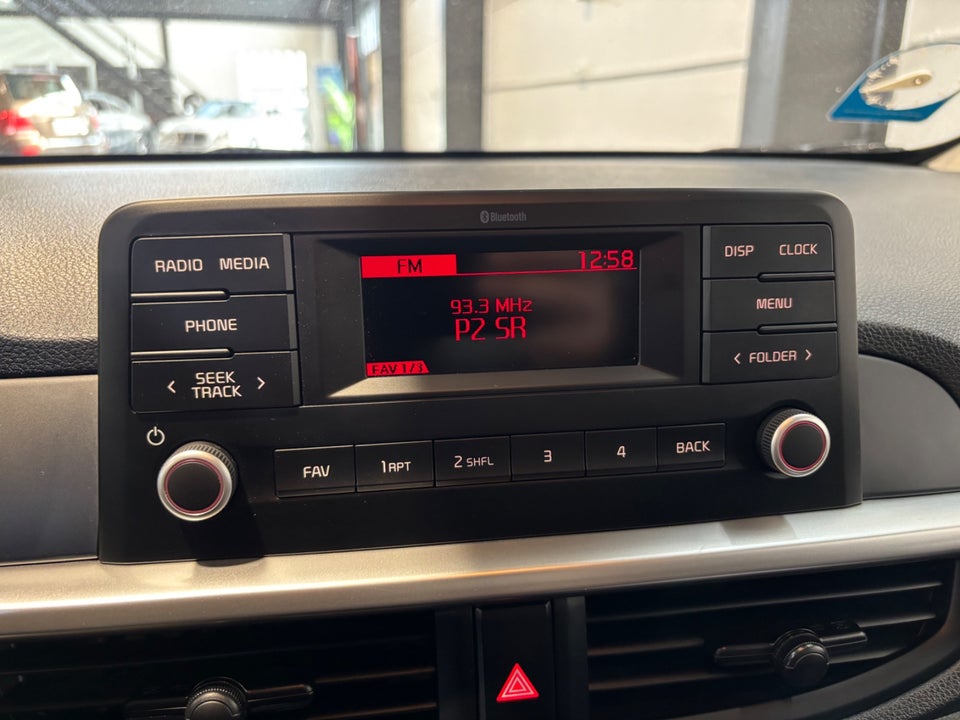 Bluetooth
RADIO MEDIA
PHONE
< SEEK >
TRACK
FM 12:58
93.3 MHz
P2 SR
FAV 1/3
DISP CLOCK
MENU
< FOLDER >
FAV
1 RPT
2 SHFL
3
4
BACK